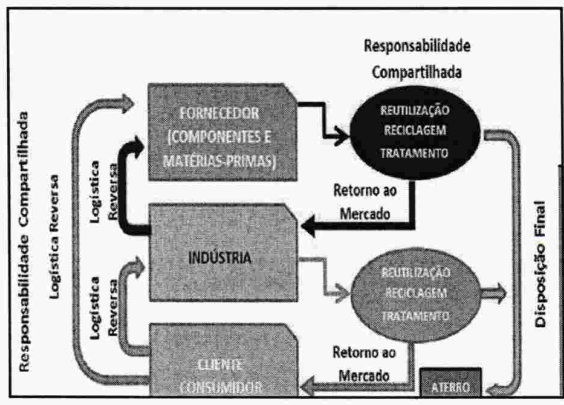 Responsabilidade
Compartilhada
FORNECEDOR
(COMPONENTES E
MATÉRIAS-PRIMAS)
REUTILIZAÇÃO
RECICLAGEM
TRATAMENTO
Retorno ao
Mercado
Responsabilidade Compartilhada
Logística Reversa
Logística
Reversa
INDÚSTRIA
REUTILIZAÇÃO
RECICLAGEM
TRATAMENTO
Disposição Final
Logística
Reversa
Retorno ao
Mercado
CLIENTE
CONSUMIDOR
ATERRO